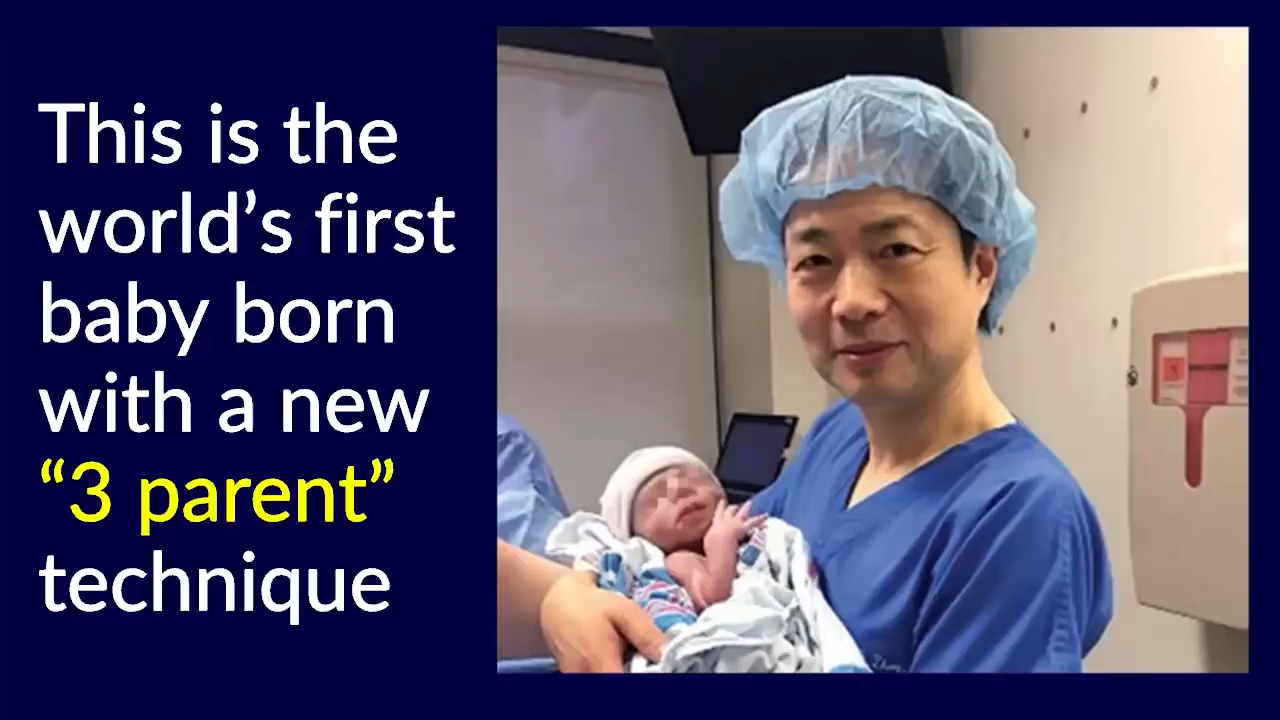 This is the
world’s first
baby born
with a new
“3 parent”
technique